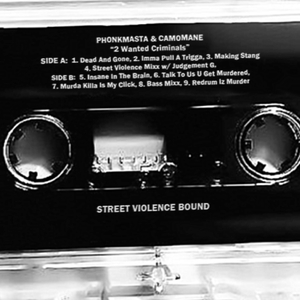 PHONKMASTA & CAMOMANE
"2 Wanted Criminals"
SIDE A: 1. Dead And Gone, 2. Imma Pull A Trigga, 3. Making Stang
4. Street Violence Mixx w/ Judgement G.
SIDE B: 5. Insane In The Brain, 6. Talk To Us U Get Murdered,
7. Murda Killa Is My Click, 8. Bass Mixx, 9. Redrum Iz Murder
STREET VIOLENCE BOUND